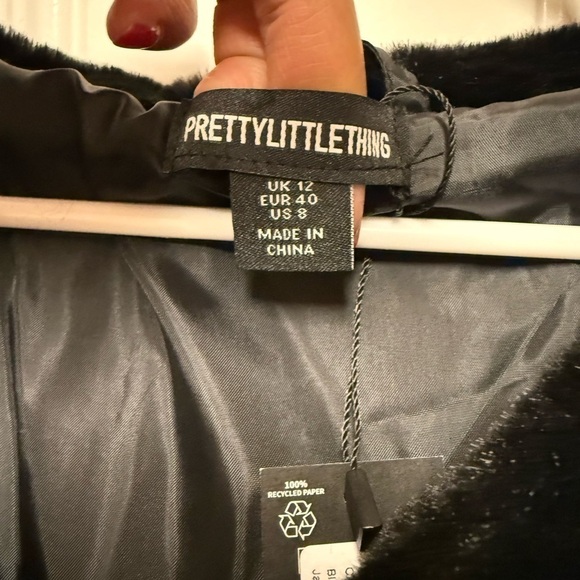 PRETTYLITTLETHING
UK 12
EUR 40
US 8
MADE IN
CHINA
100%
RECYCLED PAPER